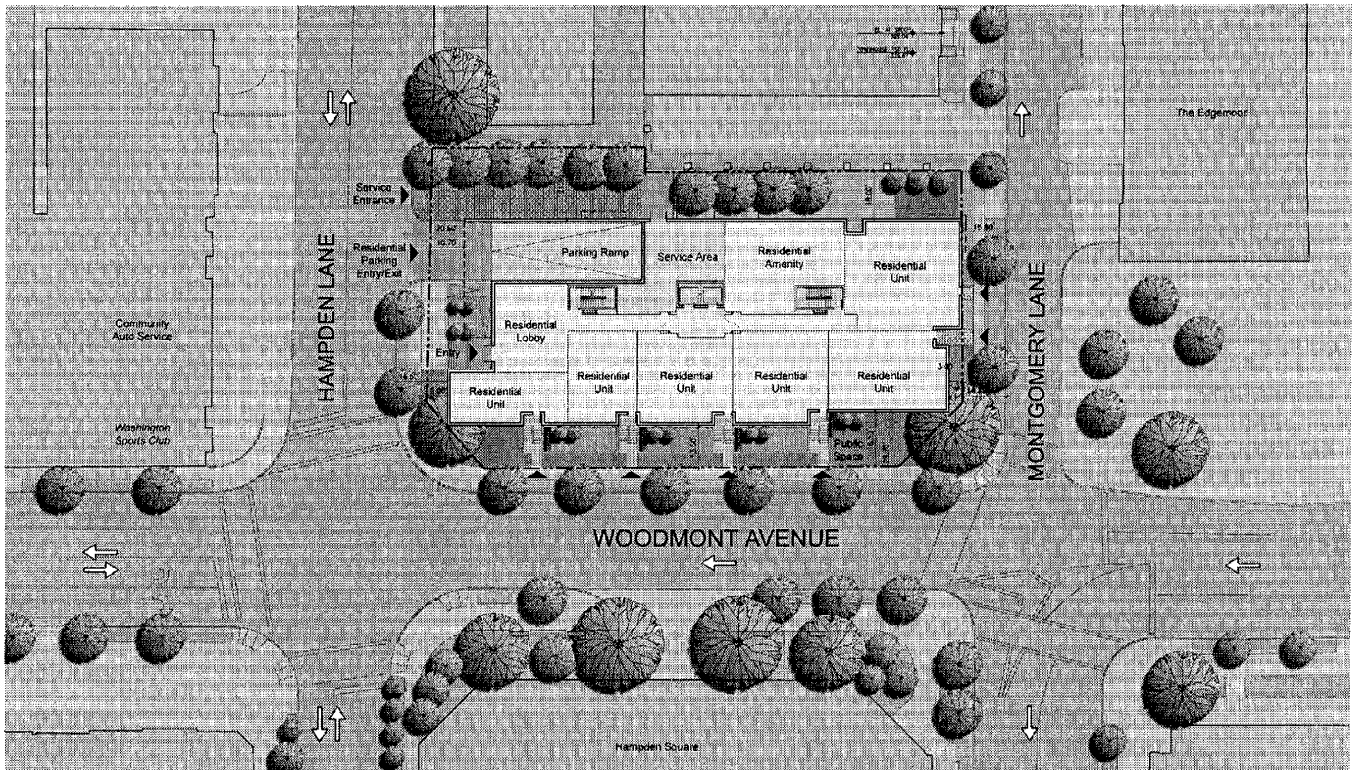 The Edgemoor
Service
Entrance
HAMPDEN LANE
Residential
Parking
Entry/Exit
Parking Ramp
Service Area
Residential
Amenity
Residential
Unit
MONTGOMERY LANE
Community
Auto Service
Residential
Lobby
Entry
Residential
Unit
Residential
Unit
Residential
Unit
Residential
Unit
Residential
Unit
Washington
Sports Club
Public
Space
WOODMONT AVENUE
Hampden Square